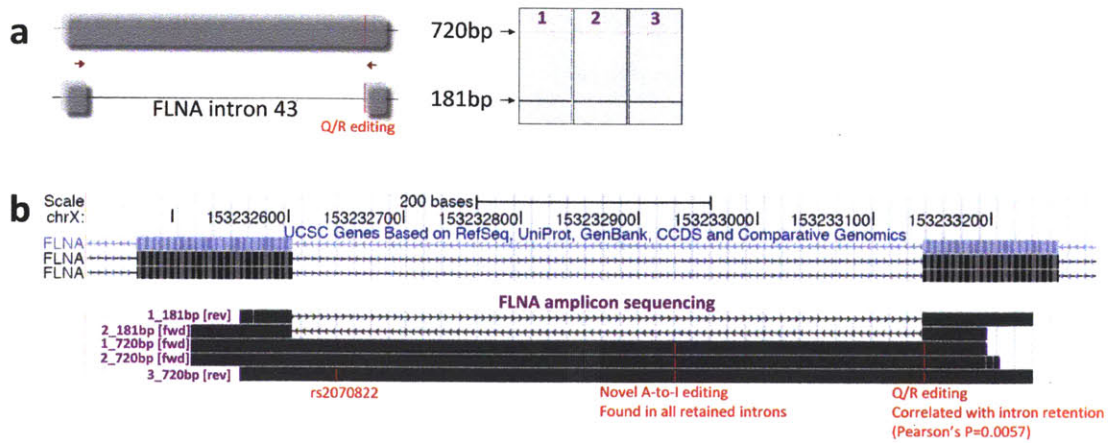 a
FLNA intron 43
Q/R editing
720bp
181bp
1 2 3
b
Scale
chrX:
200 bases
153232600 153232700 153232800 153232900 153233000 153233100 153233200
UCSC Genes Based on RefSeq, UniProt, GenBank, CCDS and Comparative Genomics
FLNA
FLNA
FLNA
FLNA amplicon sequencing
1_181bp [rev]
2_181bp [fwd]
1_720bp [fwd]
2_720bp [fwd]
3_720bp [rev]
rs2070822
Novel A-to-I editing
Found in all retained introns
Q/R editing
Correlated with intron retention
(Pearson's P=0.0057)